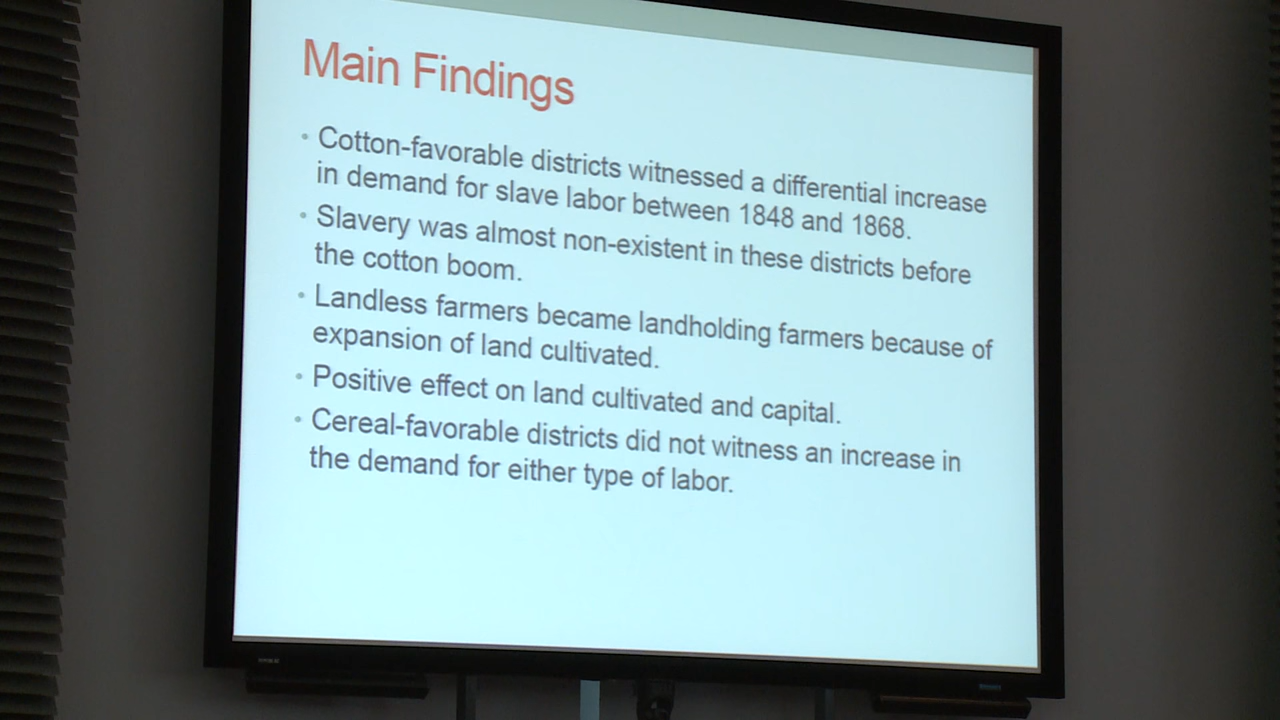 Main Findings
• Cotton-favorable districts witnessed a differential increase
in demand for slave labor between 1848 and 1868.
• Slavery was almost non-existent in these districts before
the cotton boom.
• Landless farmers became landholding farmers because of
expansion of land cultivated.
• Positive effect on land cultivated and capital.
• Cereal-favorable districts did not witness an increase in
the demand for either type of labor.